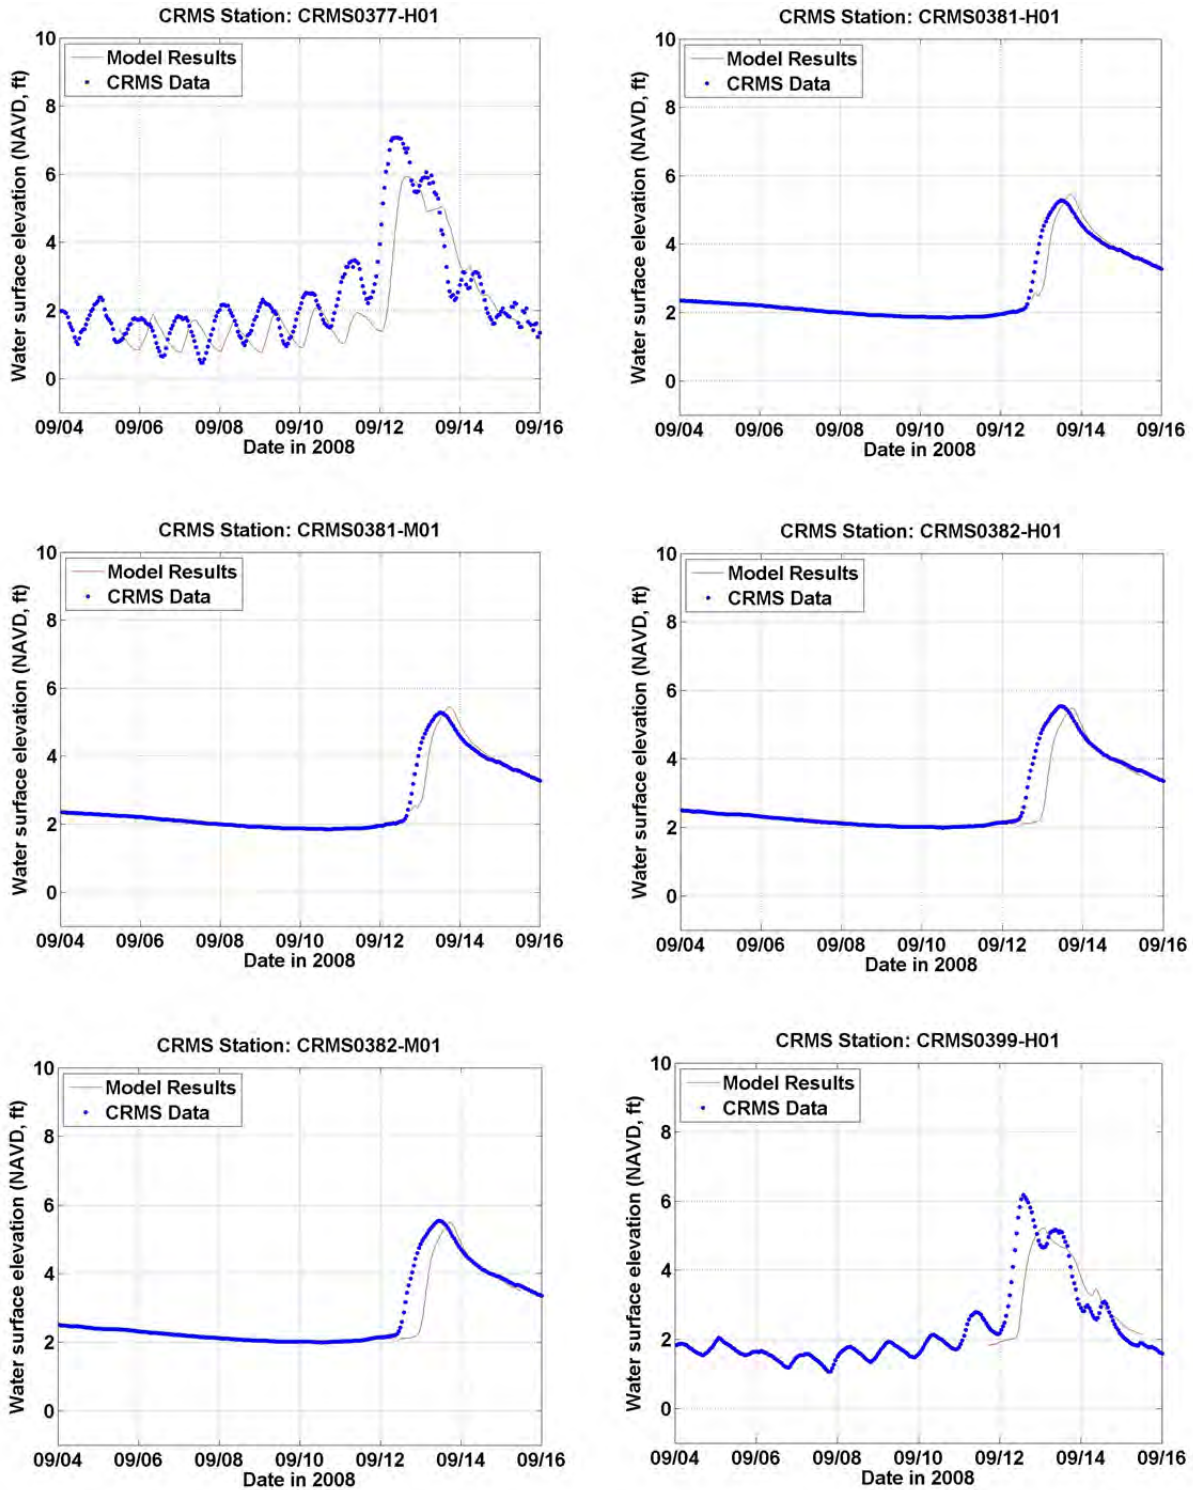 CRMS Station: CRMS0377-H01
10
8
6
4
2
0
Water surface elevation (NAVD, ft)
Model Results
CRMS Data
09/04 09/06 09/08 09/10 09/12 09/14 09/16
Date in 2008
CRMS Station: CRMS0381-H01
10
8
6
4
2
0
Water surface elevation (NAVD, ft)
Model Results
CRMS Data
09/04 09/06 09/08 09/10 09/12 09/14 09/16
Date in 2008
CRMS Station: CRMS0381-M01
10
8
6
4
2
0
Water surface elevation (NAVD, ft)
Model Results
CRMS Data
09/04 09/06 09/08 09/10 09/12 09/14 09/16
Date in 2008
CRMS Station: CRMS0382-H01
10
8
6
4
2
0
Water surface elevation (NAVD, ft)
Model Results
CRMS Data
09/04 09/06 09/08 09/10 09/12 09/14 09/16
Date in 2008
CRMS Station: CRMS0382-M01
10
8
6
4
2
0
Water surface elevation (NAVD, ft)
Model Results
CRMS Data
09/04 09/06 09/08 09/10 09/12 09/14 09/16
Date in 2008
CRMS Station: CRMS0399-H01
10
8
6
4
2
0
Water surface elevation (NAVD, ft)
Model Results
CRMS Data
09/04 09/06 09/08 09/10 09/12 09/14 09/16
Date in 2008